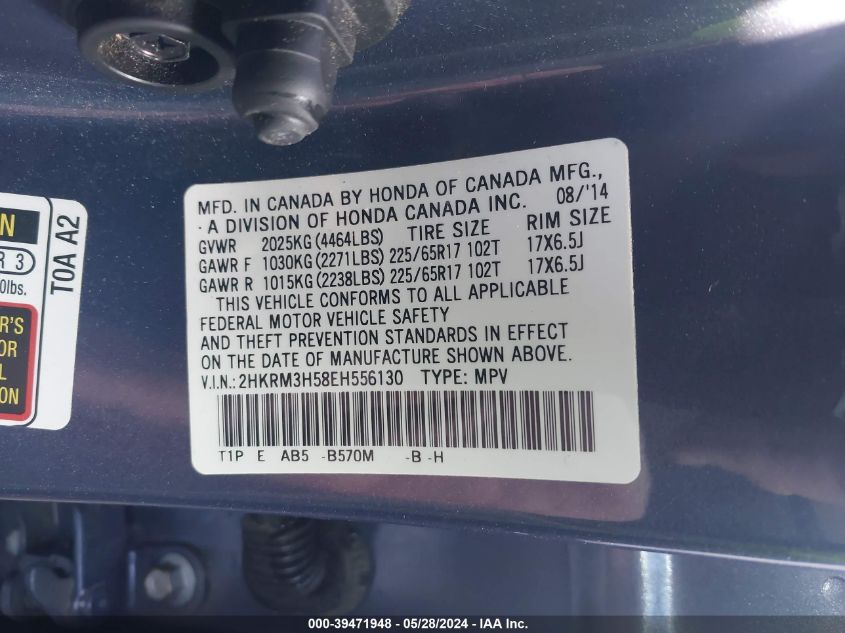 MFD. IN CANADA BY HONDA OF CANADA MFG.,
- A DIVISION OF HONDA CANADA INC. 08/'14
GVWR 2025KG (4464LBS) TIRE SIZE RIM SIZE
GAWR F 1030KG (2271LBS) 225/65R17 102T 17X6.5J
GAWR R 1015KG (2238LBS) 225/65R17 102T 17X6.5J
THIS VEHICLE CONFORMS TO ALL APPLICABLE
FEDERAL MOTOR VEHICLE SAFETY
AND THEFT PREVENTION STANDARDS IN EFFECT
ON THE DATE OF MANUFACTURE SHOWN ABOVE.
V.I.N.: 2HKRM3H58EH556130 TYPE: MPV
T1P E AB5 -B570M -B -H
T0A A2
N
R 3
0lbs.
R'S
OR
L
ON
000-39471948 - 05/28/2024 - IAA Inc.